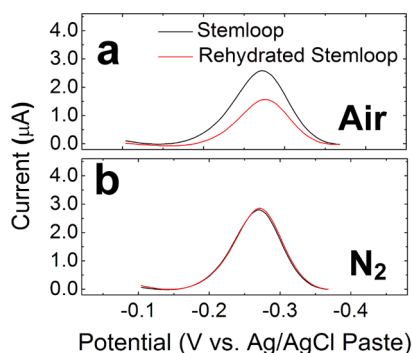 a
Stemloop
Rehydrated Stemloop
4.0
3.0
2.0
1.0
0.0
Air
b
4.0
3.0
2.0
1.0
0.0
N2
Current (μA)
-0.1 -0.2 -0.3 -0.4
Potential (V vs. Ag/AgCl Paste)